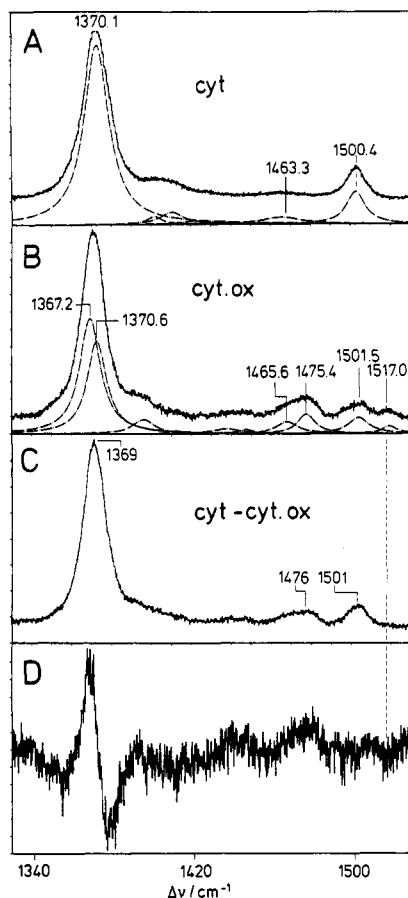 1370.1
A
cyt
1463.3
1500.4
B
cyt.ox
1367.2
1370.6
1465.6
1475.4
1501.5
1517.0
C
1369
cyt -cyt.ox
1476
1501
D
1340
1420
1500
Δν / cm⁻¹